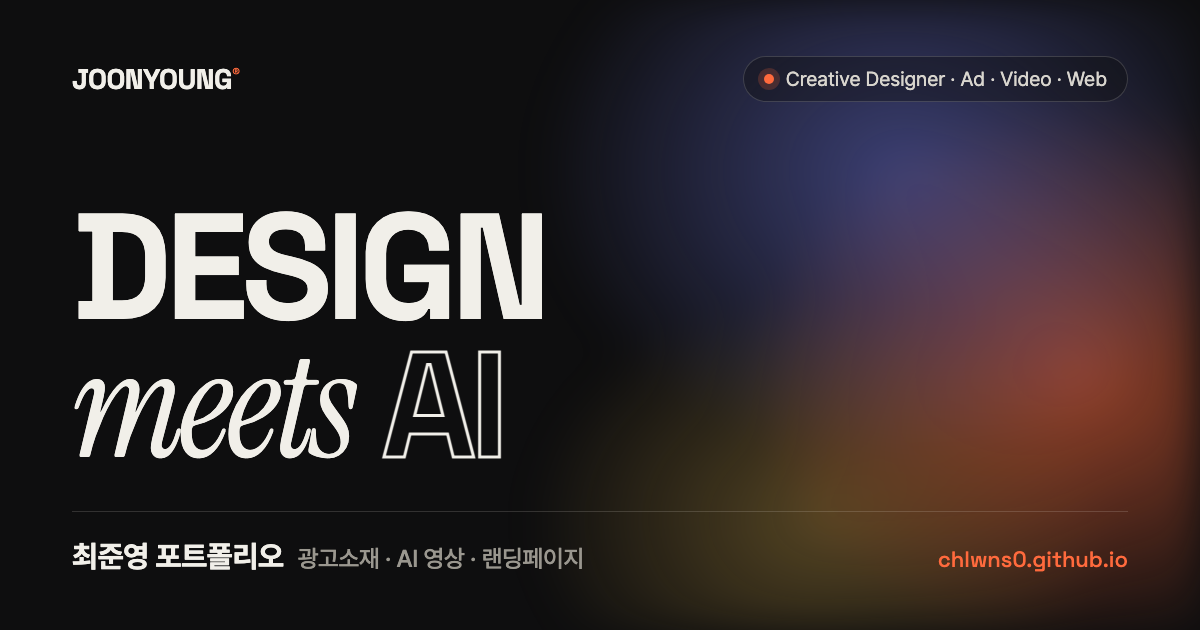 JOONYOUNG®
Creative Designer · Ad · Video · Web
DESIGN
meets AI
최준영 포트폴리오 광고소재 · AI 영상 · 랜딩페이지
chlwns0.github.io